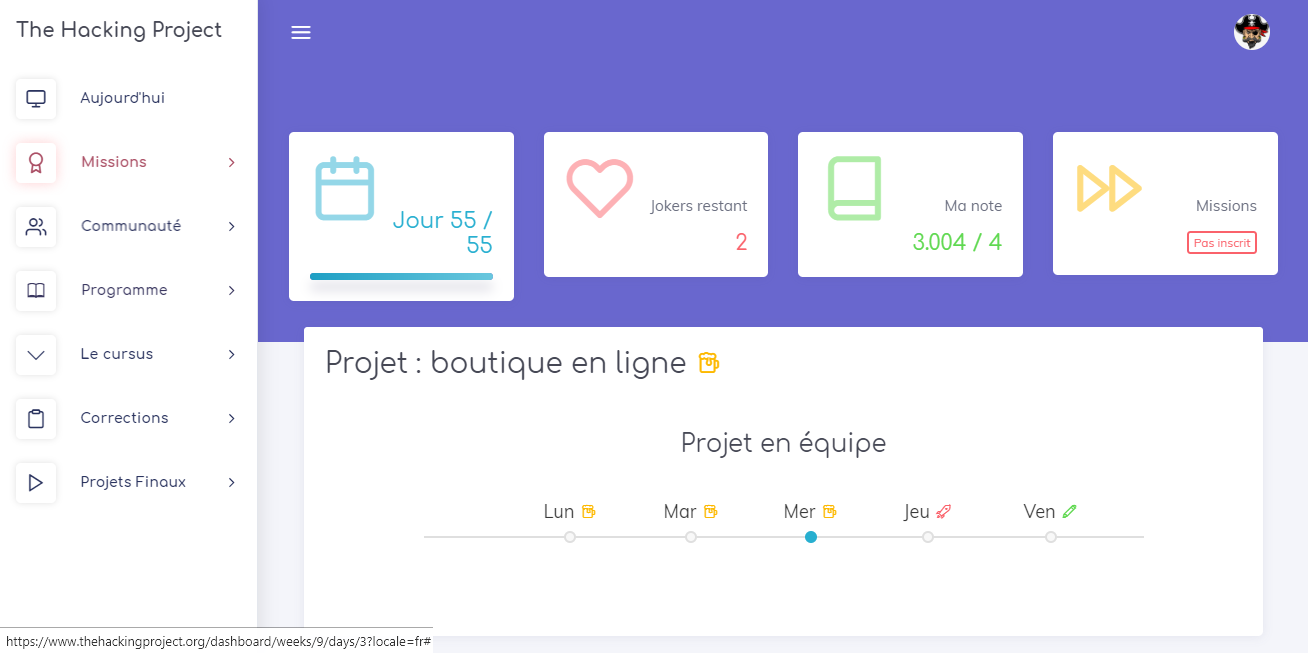 The Hacking Project
Aujourd'hui
Missions
Communauté
Programme
Le cursus
Corrections
Projets Finaux
Jour 55 /
55
Jokers restant
2
Ma note
3.004 / 4
Missions
Pas inscrit
Projet : boutique en ligne
Projet en équipe
Lun
Mar
Mer
Jeu
Ven
https://www.thehackingproject.org/dashboard/weeks/9/days/3?locale=fr#